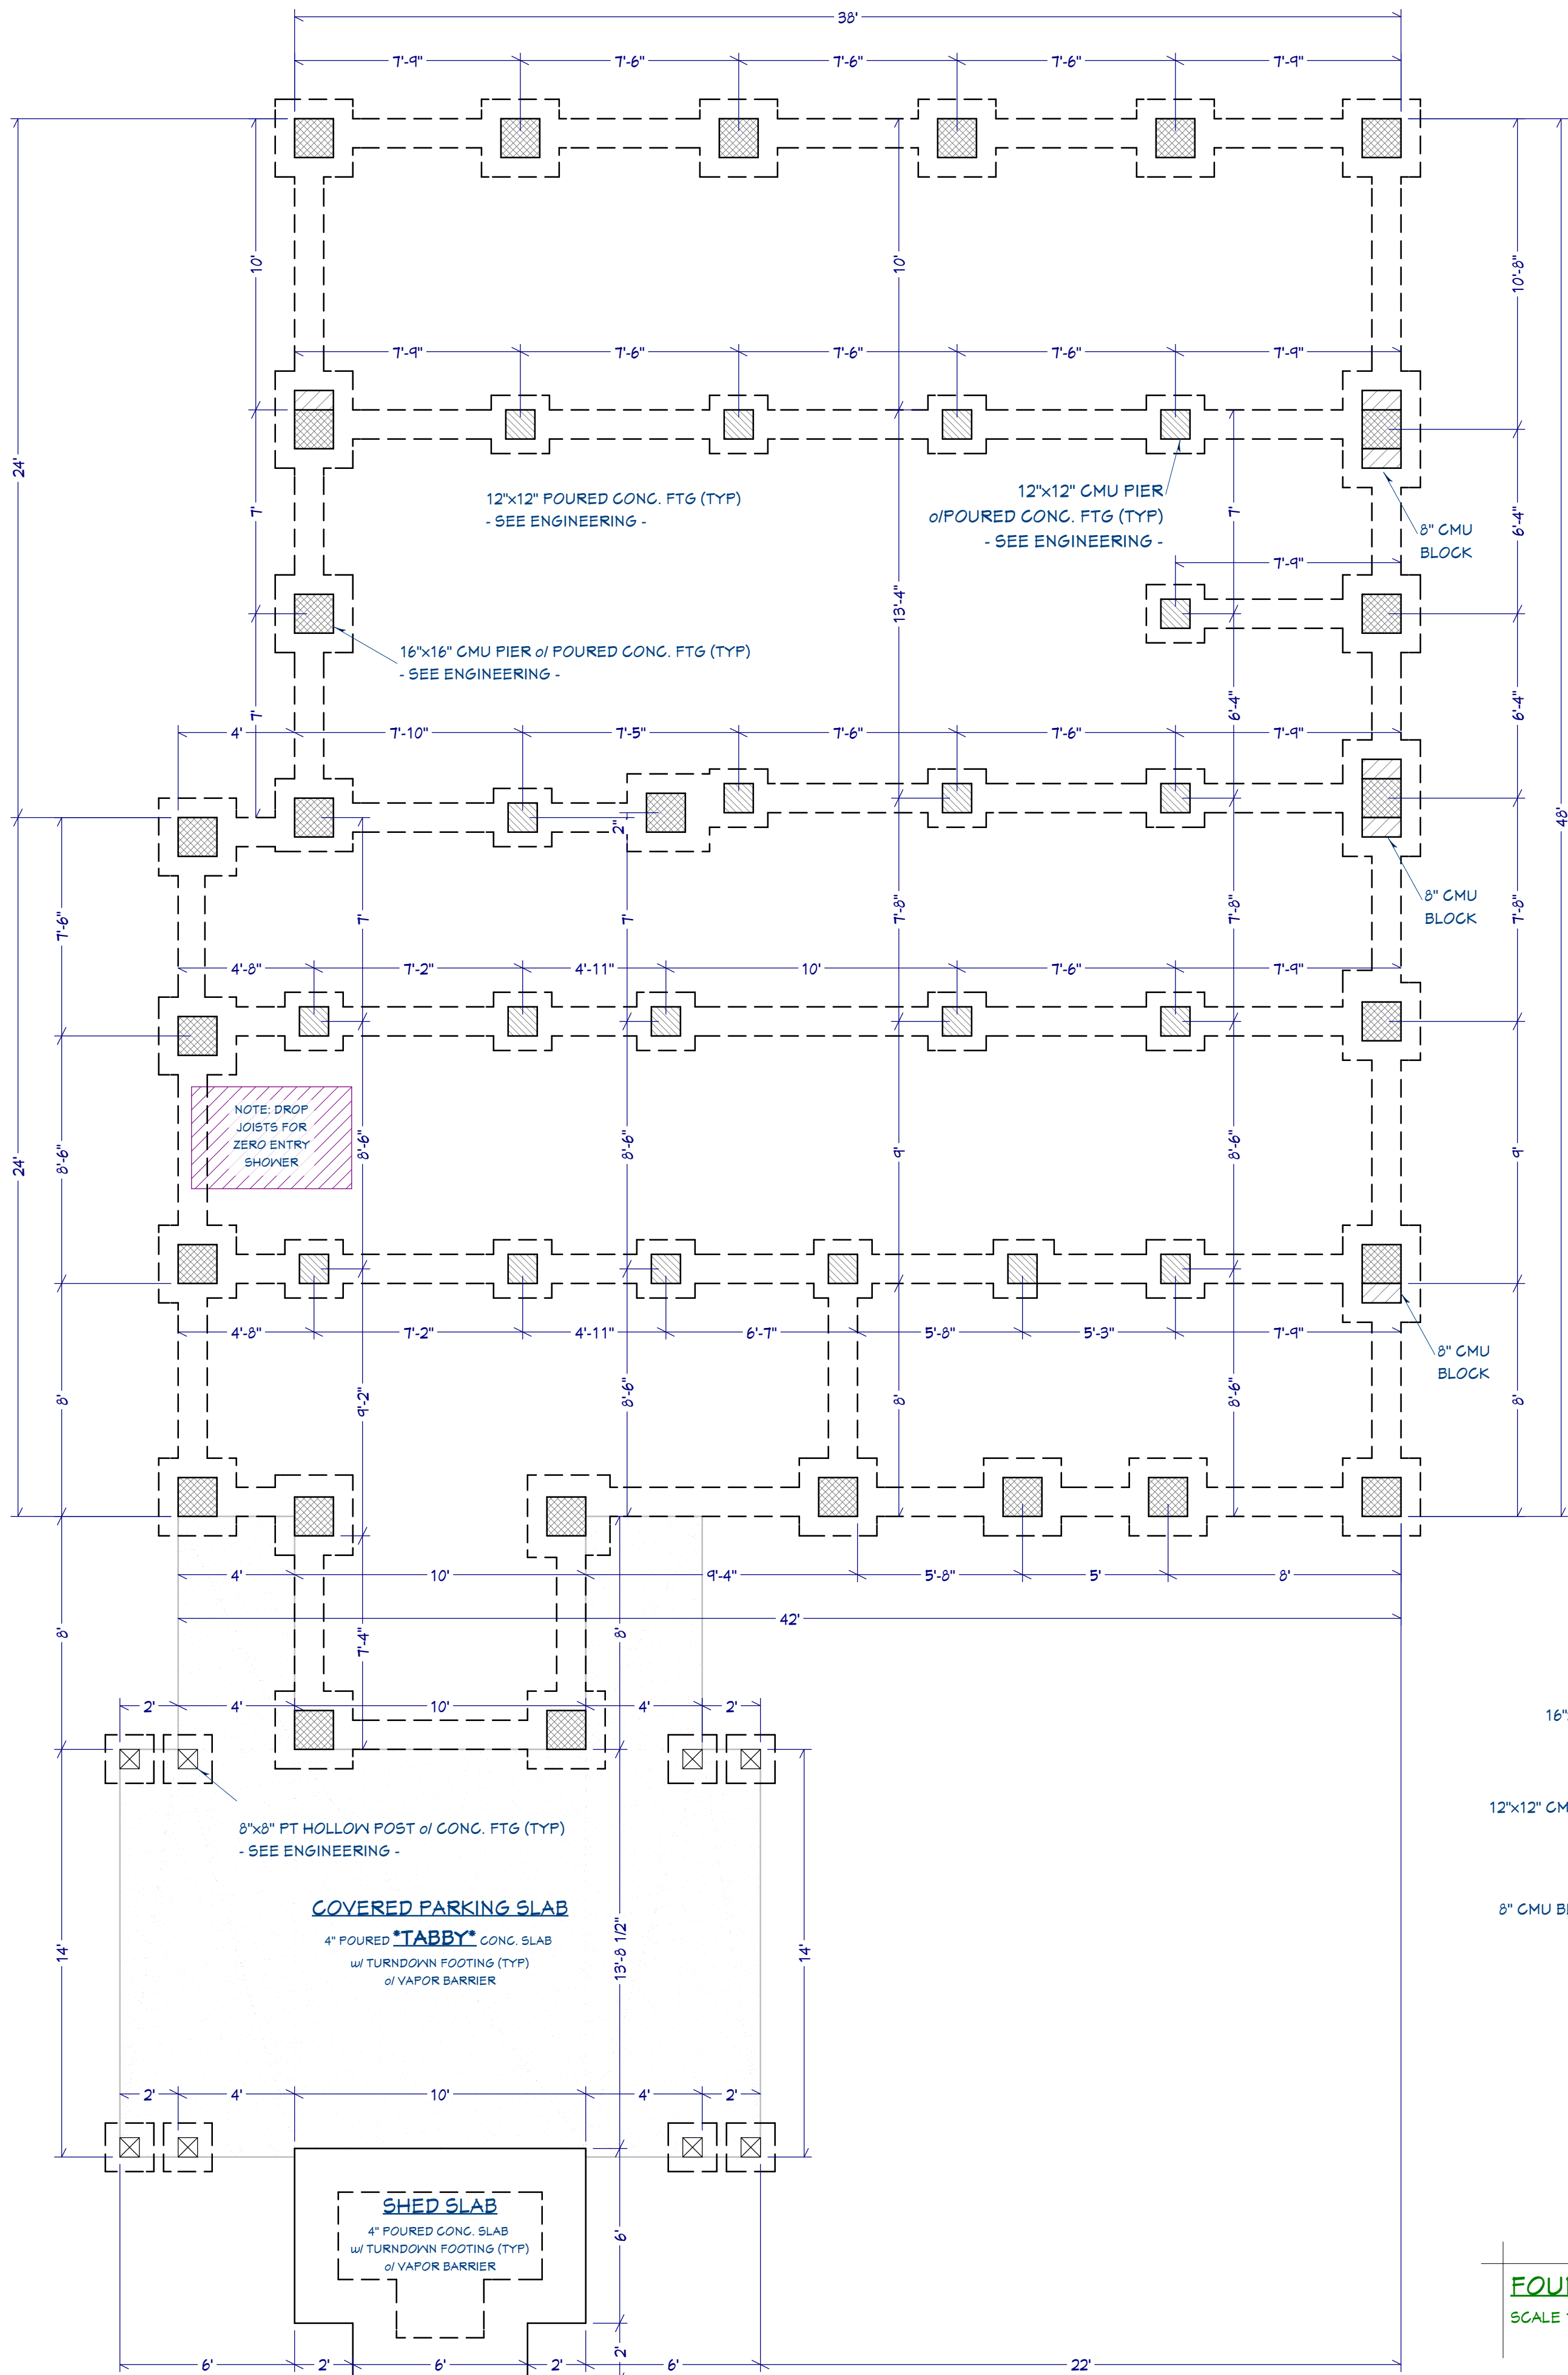 38'
7'-9" 7'-6" 7'-6" 7'-6" 7'-9"
10' 10' 10'-8"
7'-9" 7'-6" 7'-6" 7'-6" 7'-9"
24'
12"x12" POURED CONC. FTG (TYP)
- SEE ENGINEERING -
12"x12" CMU PIER
o/POURED CONC. FTG (TYP)
- SEE ENGINEERING -
7' 7' 6'-4"
8" CMU
BLOCK
7'-9"
13'-4"
16"x16" CMU PIER o/ POURED CONC. FTG (TYP)
- SEE ENGINEERING -
7' 6'-4" 6'-4"
4' 7'-10" 7'-5" 7'-6" 7'-6" 7'-9"
48'
2"
8" CMU
BLOCK
7'-6" 7' 7' 7'-8" 7'-8" 7'-8"
4'-8" 7'-2" 4'-11" 10' 7'-6" 7'-9"
NOTE: DROP
JOISTS FOR
ZERO ENTRY
SHOWER
24' 8'-6" 8'-6" 8'-6" 9' 8'-6" 9'
4'-8" 7'-2" 4'-11" 6'-7" 5'-8" 5'-3" 7'-9"
8" CMU
BLOCK
8' 9'-2" 8'-6" 8' 8'-6" 8'
4' 10' 9'-4" 5'-8" 5' 8'
42'
8' 7'-4" 8'
2' 4' 10' 4' 2'
16"
12"x12" CM
8"x8" PT HOLLOW POST o/ CONC. FTG (TYP)
- SEE ENGINEERING -
8" CMU B
COVERED PARKING SLAB
4" POURED *TABBY* CONC. SLAB
w/ TURNDOWN FOOTING (TYP)
o/ VAPOR BARRIER
14' 13'-8 1/2" 14'
2' 4' 10' 4' 2'
SHED SLAB
4" POURED CONC. SLAB
w/ TURNDOWN FOOTING (TYP)
o/ VAPOR BARRIER
6'
FOU
SCALE
2'
6' 2' 6' 2' 6' 22'